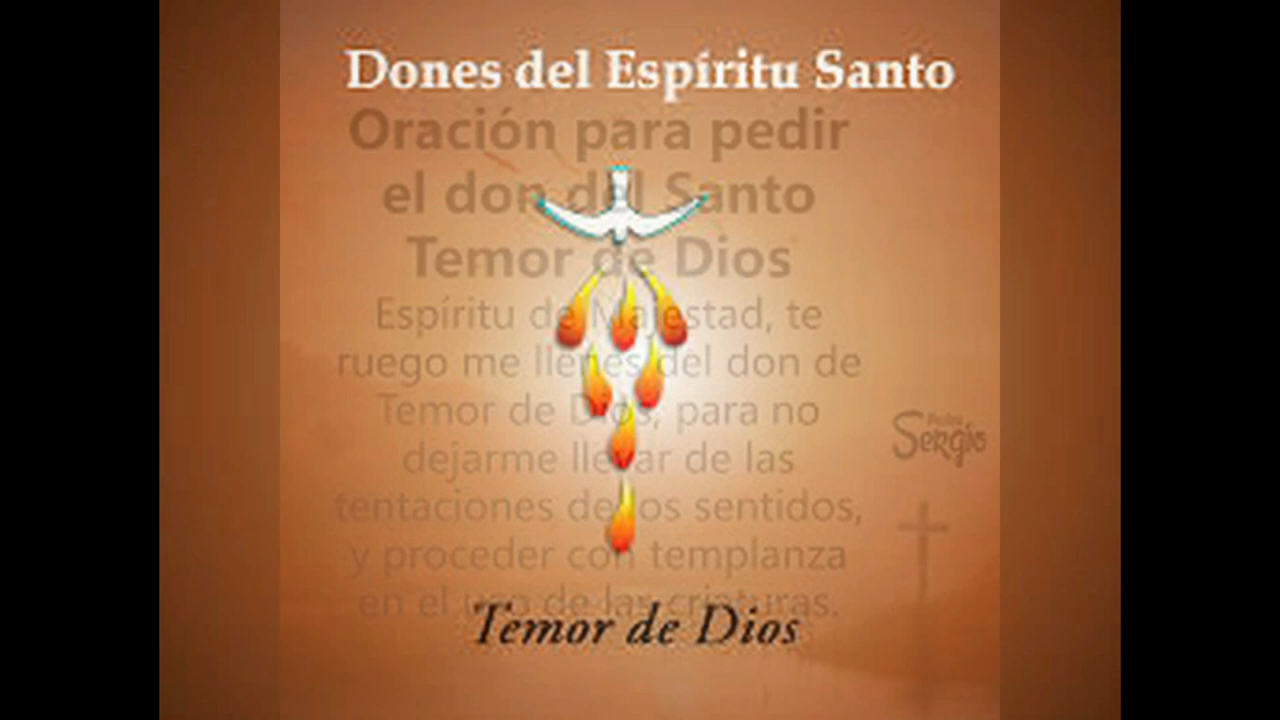 Dones del Espíritu Santo
Oración para pedir
el don del Santo
Temor de Dios
Espíritu de Majestad, te
ruego me llenes del don de
Temor de Dios, para no
dejarme llevar de las
tentaciones de los sentidos,
y proceder con templanza
en el uso de las criaturas.
Temor de Dios
Padre
Sergio